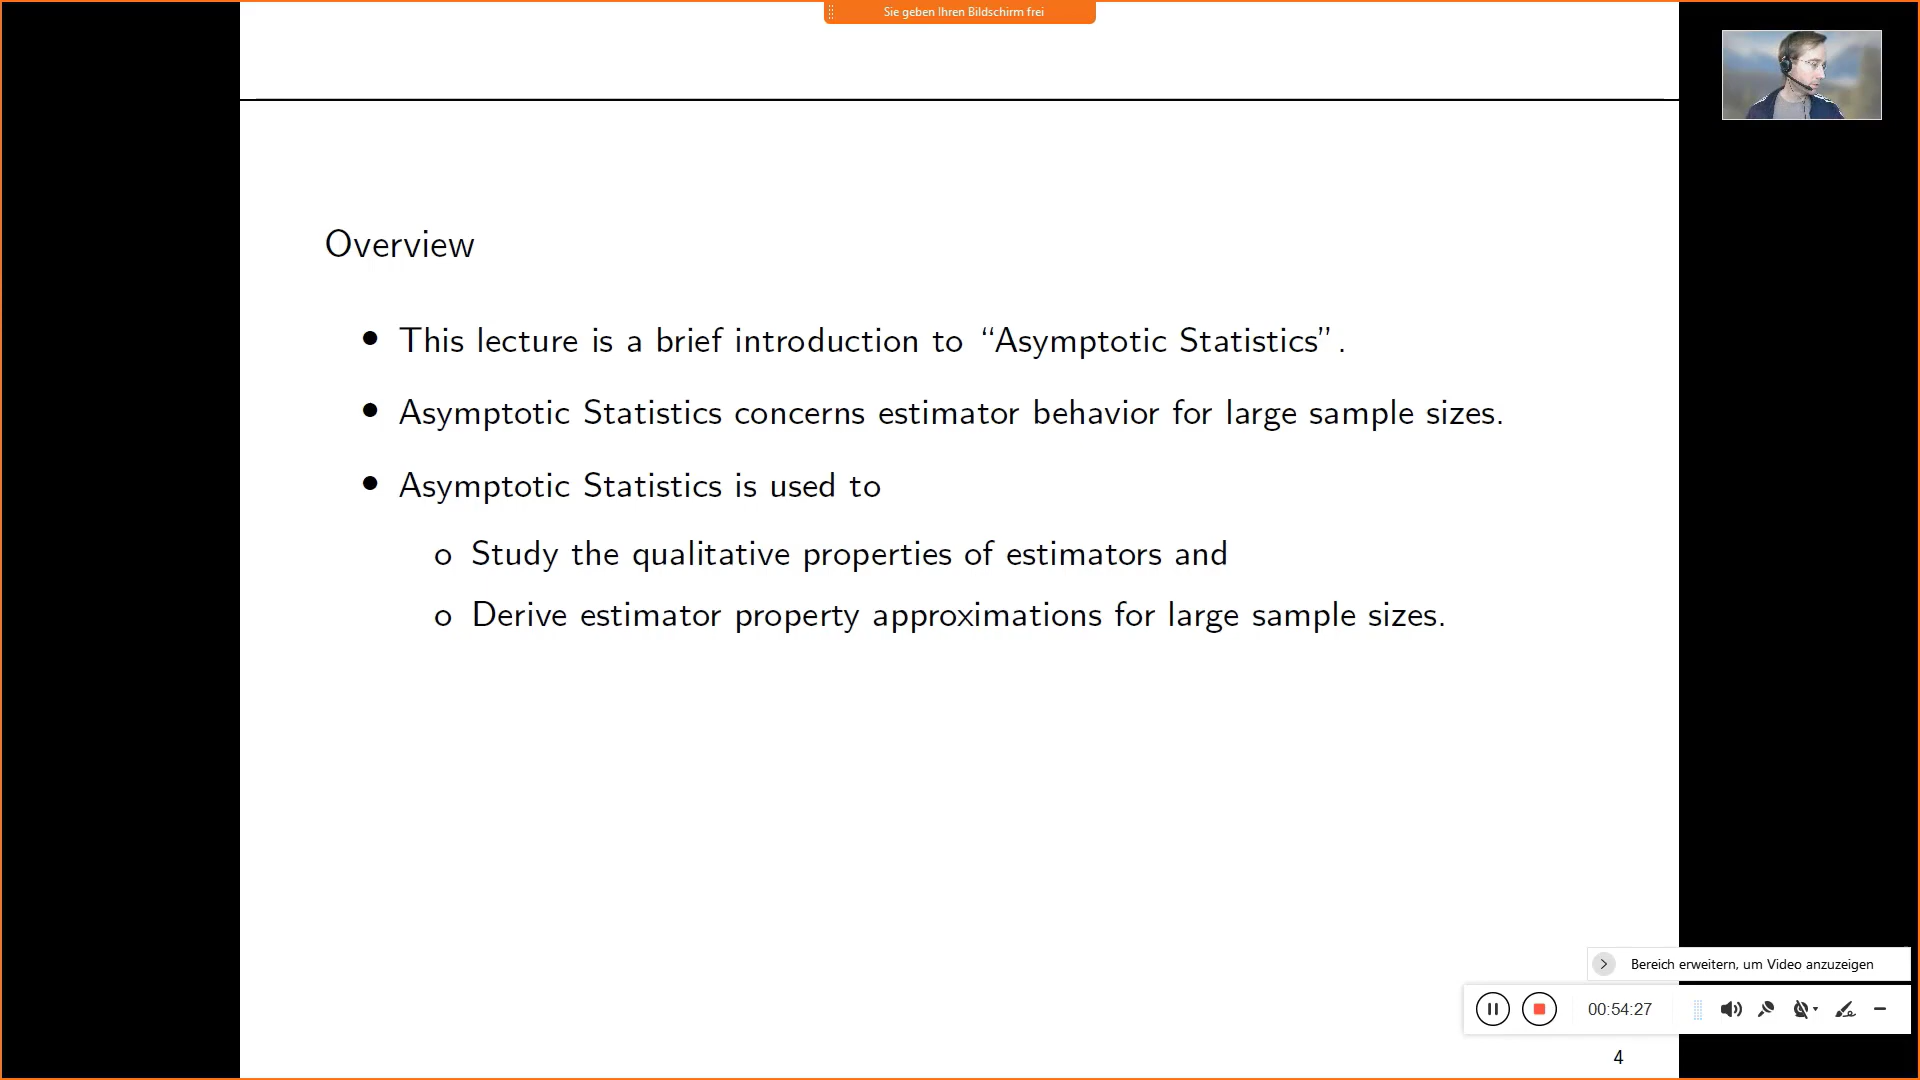 Sie geben Ihren Bildschirm frei
Overview
• This lecture is a brief introduction to “Asymptotic Statistics”.
• Asymptotic Statistics concerns estimator behavior for large sample sizes.
• Asymptotic Statistics is used to
o Study the qualitative properties of estimators and
o Derive estimator property approximations for large sample sizes.
Bereich erweitern, um Video anzuzeigen
00:54:27
4